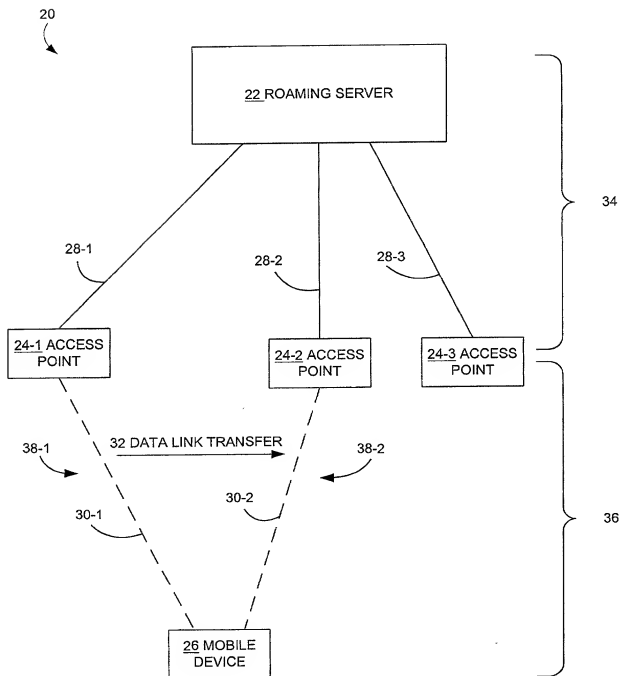 20
22 ROAMING SERVER
34
28-1
28-2
28-3
24-1 ACCESS
POINT
24-2 ACCESS
POINT
24-3 ACCESS
POINT
38-1
32 DATA LINK TRANSFER
38-2
30-1
30-2
36
26 MOBILE
DEVICE